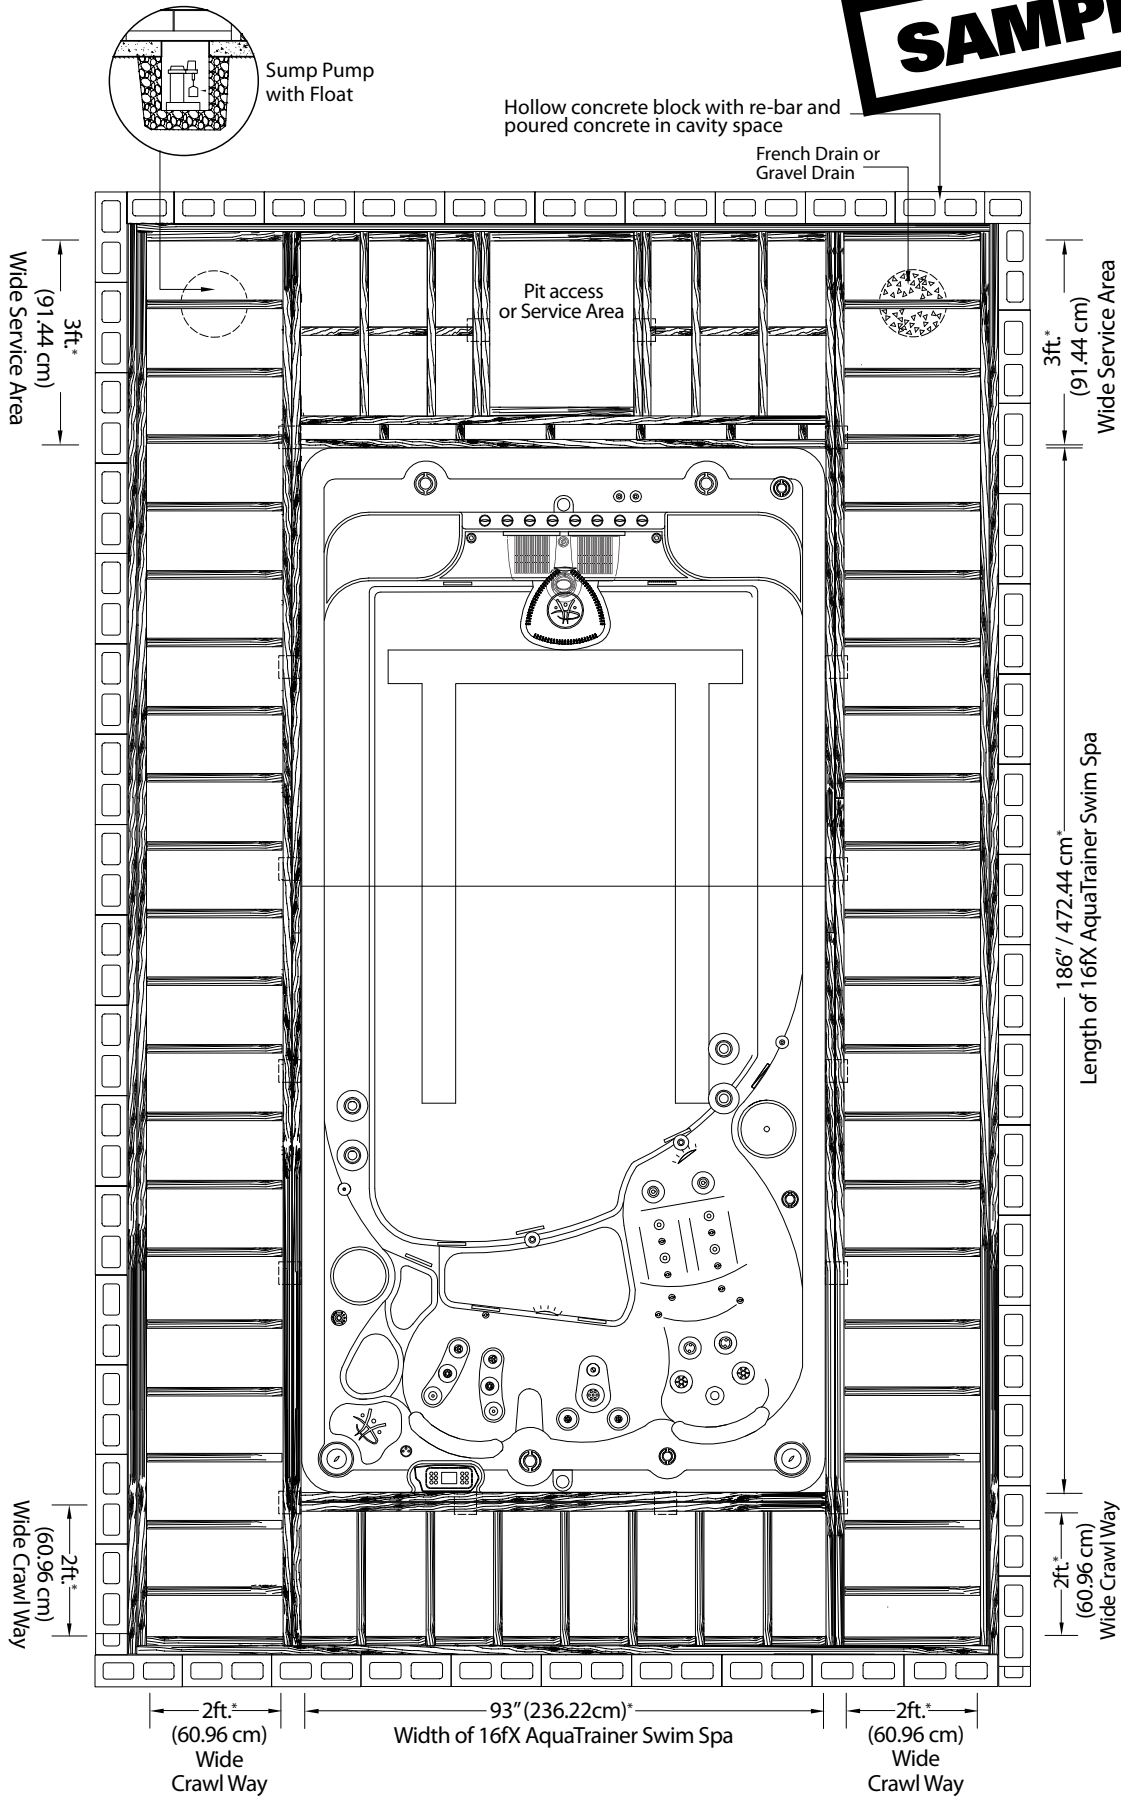 SAMPL
Sump Pump
with Float
Hollow concrete block with re-bar and
poured concrete in cavity space
French Drain or
Gravel Drain
Pit access
or Service Area
3ft.*
(91.44 cm)
Wide Service Area
3ft.*
(91.44 cm)
Wide Service Area
186” / 472.44 cm*
Length of 16fX AquaTrainer Swim Spa
2ft.*
(60.96 cm)
Wide Crawl Way
2ft.*
(60.96 cm)
Wide Crawl Way
2ft.*
(60.96 cm)
Wide
Crawl Way
93” (236.22cm)*
Width of 16fX AquaTrainer Swim Spa
2ft.*
(60.96 cm)
Wide
Crawl Way